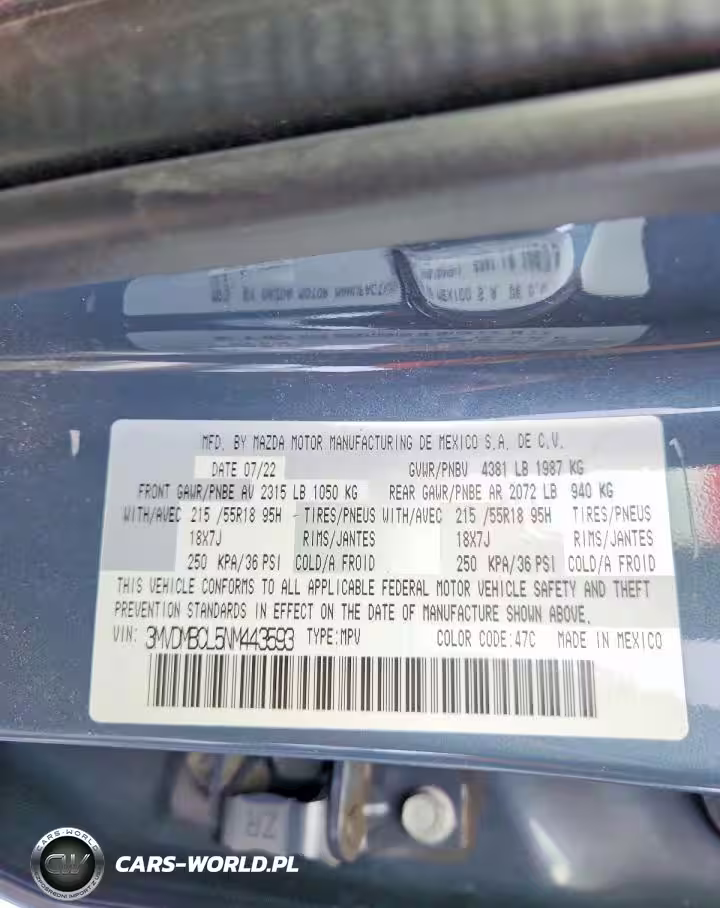 MFD. BY MAZDA MOTOR MANUFACTURING DE MEXICO S.A. DE C.V.
DATE 07/22 GVWR/PNBV 4381 LB 1987 KG
FRONT GAWR/PNBE AV 2315 LB 1050 KG REAR GAWR/PNBE AR 2072 LB 940 KG
WITH/AVEC 215 /55R18 95H - TIRES/PNEUS WITH/AVEC 215 /55R18 95H TIRES/PNEUS
18X7J RIMS/JANTES 18X7J RIMS/JANTES
250 KPA/36 PSI COLD/A FROID 250 KPA/36 PSI COLD/A FROID
THIS VEHICLE CONFORMS TO ALL APPLICABLE FEDERAL MOTOR VEHICLE SAFETY AND THEFT
PREVENTION STANDARDS IN EFFECT ON THE DATE OF MANUFACTURE SHOWN ABOVE.
VIN: 3MVDMBCL5NM443593 TYPE:MPV COLOR CODE:47C MADE IN MEXICO
ZR
CW
CARS-WORLD.PL